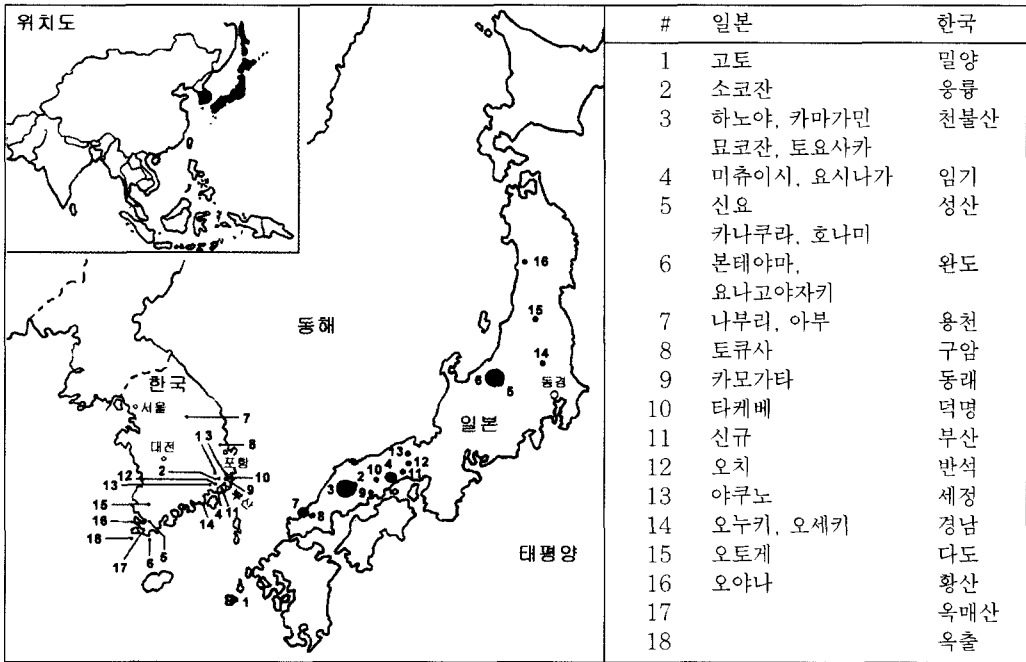 위치도
한국
서울
대전
포항
부산
동해
일본
동경
태평양
7
8
13
2
12
13
10
9
11
4
14
15
16
18
17
6
5
16
15
14
6
5
13
12
11
10
4
2
9
3
7
8
1
# 일본 한국
1 고토 밀양
2 소코잔 웅룡
3 하노야, 카마가민 천불산
묘코잔, 토요사카
4 미츄이시, 요시나가 임기
5 신요 성산
카나쿠라, 호나미
6 본테야마, 완도
요나고야자키
7 나부리, 아부 용천
8 토큐사 구암
9 카모가타 동래
10 타케베 덕명
11 신규 부산
12 오치 반석
13 야쿠노 세정
14 오누키, 오세키 경남
15 오토게 다도
16 오야나 황산
17 옥매산
18 옥출